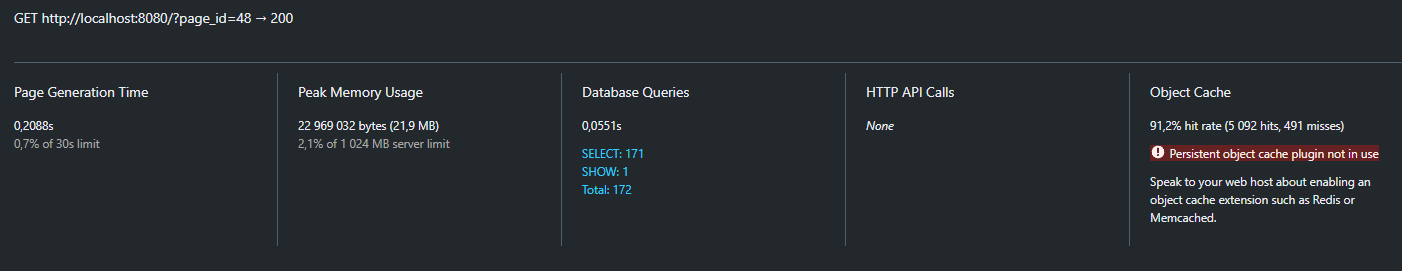 GET http://localhost:8080/?page_id=48 → 200
Page Generation Time
0,2088s
0,7% of 30s limit
Peak Memory Usage
22 969 032 bytes (21,9 MB)
2,1% of 1 024 MB server limit
Database Queries
0,0551s
SELECT: 171
SHOW: 1
Total: 172
HTTP API Calls
None
Object Cache
91,2% hit rate (5 092 hits, 491 misses)
Persistent object cache plugin not in use
Speak to your web host about enabling an
object cache extension such as Redis or
Memcached.